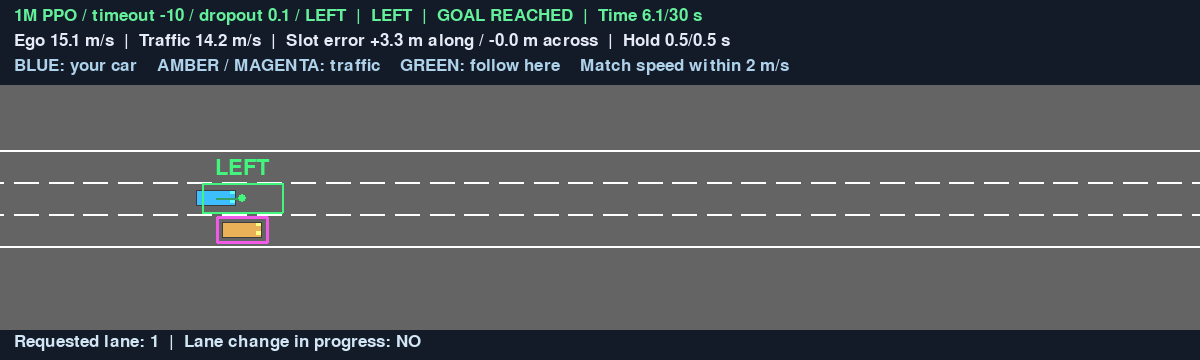 1M PPO / timeout -10 / dropout 0.1 / LEFT | LEFT | GOAL REACHED | Time 6.1/30 s
Ego 15.1 m/s | Traffic 14.2 m/s | Slot error +3.3 m along / -0.0 m across | Hold 0.5/0.5 s
BLUE: your car AMBER / MAGENTA: traffic GREEN: follow here Match speed within 2 m/s
LEFT
Requested lane: 1 | Lane change in progress: NO